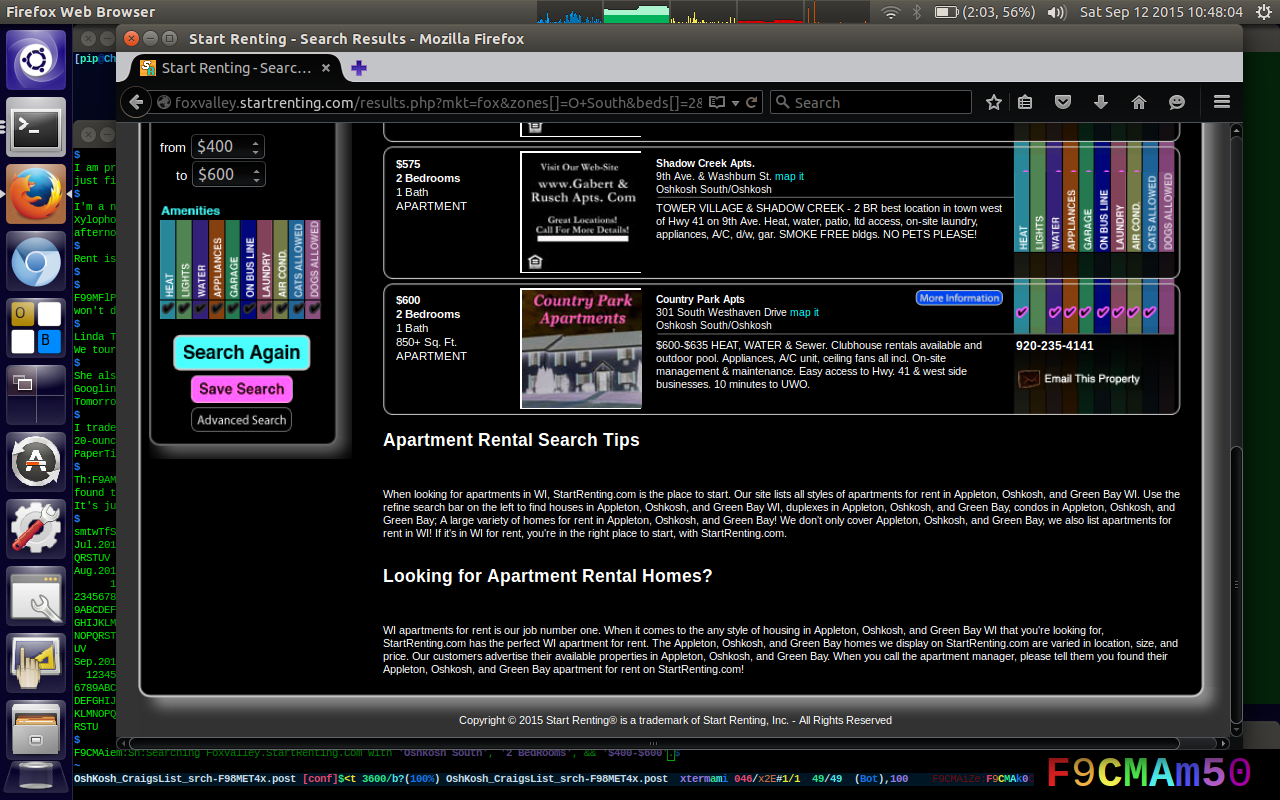 Firefox Web Browser
(2:03, 56%)
Sat Sep 12 2015 10:48:04
Start Renting - Search Results - Mozilla Firefox
Start Renting - Searc...
foxvalley.startrenting.com/results.php?mkt=Fox&zones[]=O+South&beds[]=2&
Search
[pip@Ch
from $400
to $600
Amenities
HEAT LIGHTS WATER APPLIANCES GARAGE ON BUS LINE LAUNDRY AIR COND. CATS ALLOWED DOGS ALLOWED
Search Again
Save Search
Advanced Search
$575
2 Bedrooms
1 Bath
APARTMENT
Visit Our Web-Site
www.Gabert &
Rusch Apts. Com
Great Locations!
Call For More Details!
Shadow Creek Apts.
9th Ave. & Washburn St. map it
Oshkosh South/Oshkosh
TOWER VILLAGE & SHADOW CREEK - 2 BR best location in town west
of Hwy 41 on 9th Ave. Heat, water, patio, ltd access, on-site laundry,
appliances, A/C, d/w, gar. SMOKE FREE bldgs. NO PETS PLEASE!
HEAT LIGHTS WATER APPLIANCES GARAGE ON BUS LINE LAUNDRY AIR COND. CATS ALLOWED DOGS ALLOWED
$600
2 Bedrooms
1 Bath
850+ Sq. Ft.
APARTMENT
Country Park
Apartments
Country Park Apts
More Information
301 South Westhaven Drive map it
Oshkosh South/Oshkosh
$600-$635 HEAT, WATER & Sewer. Clubhouse rentals available and
outdoor pool. Appliances, A/C unit, ceiling fans all incl. On-site
management & maintenance. Easy access to Hwy. 41 & west side
businesses. 10 minutes to UWO.
920-235-4141
Email This Property
Apartment Rental Search Tips
When looking for apartments in WI, StartRenting.com is the place to start. Our site lists all styles of apartments for rent in Appleton, Oshkosh, and Green Bay WI. Use the
refine search bar on the left to find houses in Appleton, Oshkosh, and Green Bay WI, duplexes in Appleton, Oshkosh, and Green Bay, condos in Appleton, Oshkosh, and
Green Bay; A large variety of homes for rent in Appleton, Oshkosh, and Green Bay! We don't only cover Appleton, Oshkosh, and Green Bay, we also list apartments for
rent in WI! If it's in WI for rent, you're in the right place to start, with StartRenting.com.
Looking for Apartment Rental Homes?
WI apartments for rent is our job number one. When it comes to the any style of housing in Appleton, Oshkosh, and Green Bay WI that you're looking for,
StartRenting.com has the perfect WI apartment for rent. The Appleton, Oshkosh, and Green Bay homes we display on StartRenting.com are varied in location, size, and
price. Our customers advertise their available properties in Appleton, Oshkosh, and Green Bay. When you call the apartment manager, please tell them you found their
Appleton, Oshkosh, and Green Bay apartment for rent on StartRenting.com!
Copyright © 2015 Start Renting® is a trademark of Start Renting, Inc. - All Rights Reserved
$
I am pr
just fi
$
I'm a n
Xylopho
afterno
$
Rent is
$
$
F99MFlP
won't d
$
Linda T
We tour
$
She als
Googlin
Tomorro
$
I trade
20-ounc
PaperTi
$
Th:F9AM
found t
It's ju
$
smtwTfS
Jul.201
QRSTUV
Aug.201
1
2345678
9ABCDEF
GHIJKLM
NOPQRST
UV
Sep.201
12345
6789ABC
DEFGHIJ
KLMNOPQ
RSTU
$
F9CMAiem:Sh:Searching FoxValley.StartRenting.Com with 'Oshkosh South', '2 BedRooms', && '$400-$600'.$
~
OshKosh_CraigsList_srch-F98MET4x.post [conf]$<t 3600/b?(100%) OshKosh_CraigsList_srch-F98MET4x.post xtermami 046/x2E#1/1 49/49 (Bot),100 F9CMAiZe:F9CMAk0
F9CMAm50